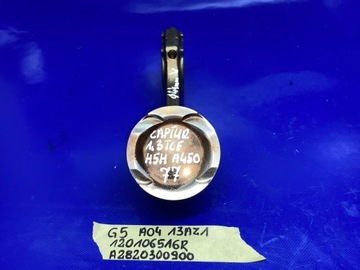 CAPTUR
1,3TCE
H5H A450
77
G5 A04 13AZ1
120106516R
A2820300900